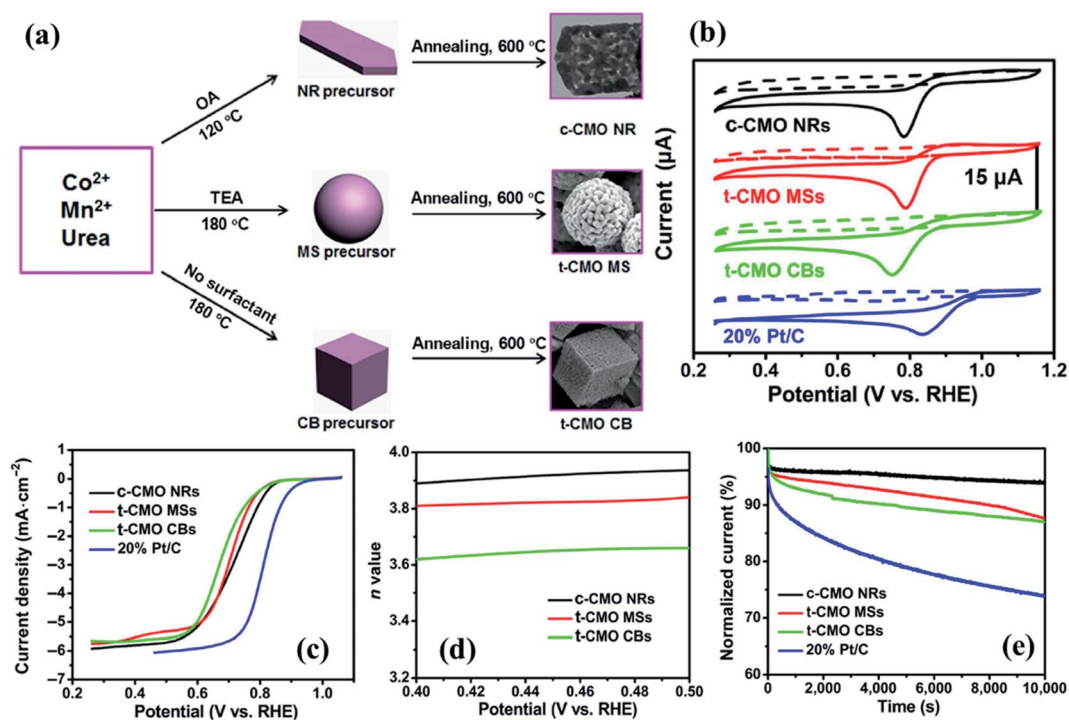 (a)
Co2+
Mn2+
Urea
OA
120 °C
TEA
180 °C
No surfactant
180 °C
NR precursor
MS precursor
CB precursor
Annealing, 600 °C
Annealing, 600 °C
Annealing, 600 °C
c-CMO NR
t-CMO MS
t-CMO CB
(b)
Current (µA)
c-CMO NRs
t-CMO MSs
15 µA
t-CMO CBs
20% Pt/C
0.2 0.4 0.6 0.8 1.0 1.2
Potential (V vs. RHE)
Current density (mA·cm−2)
1
0
−1
−2
−3
−4
−5
−6
−7
c-CMO NRs
t-CMO MSs
t-CMO CBs
20% Pt/C
(c)
0.2 0.4 0.6 0.8 1.0
Potential (V vs. RHE)
n value
4.0
3.8
3.6
3.4
3.2
c-CMO NRs
t-CMO MSs
t-CMO CBs
(d)
0.40 0.42 0.44 0.46 0.48 0.50
Potential (V vs. RHE)
Normalized current (%)
100
90
80
70
60
c-CMO NRs
t-CMO MSs
t-CMO CBs
20% Pt/C
(e)
0 2,000 4,000 6,000 8,000 10,000
Time (s)